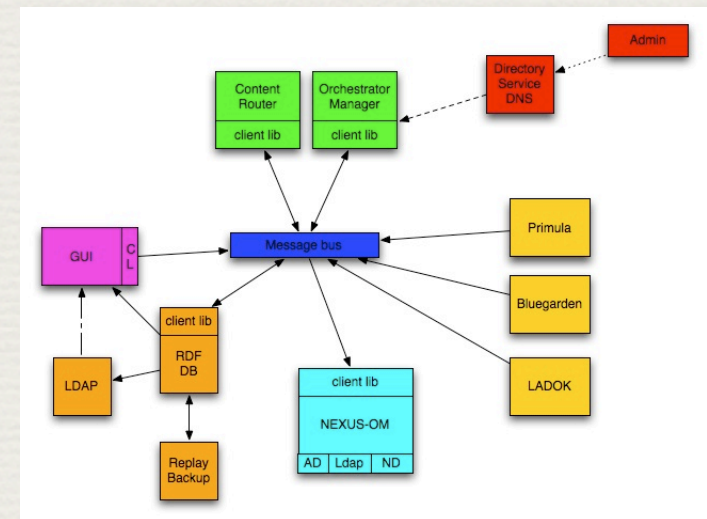 Admin
Directory
Service
DNS
Content
Router
client lib
Orchestrator
Manager
client lib
Primula
Message bus
GUI
C
L
Bluegarden
client lib
RDF
DB
LDAP
client lib
LADOK
NEXUS-OM
AD Ldap ND
Replay
Backup